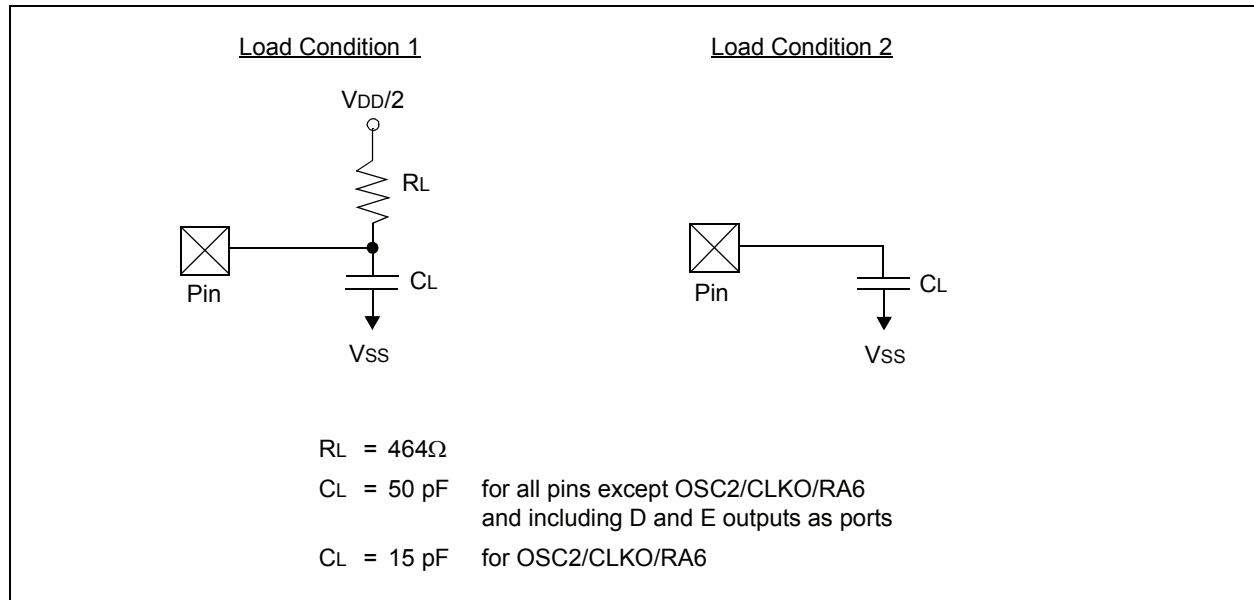 Load Condition 1
Load Condition 2
VDD/2
RL
Pin
CL
VSS
Pin
CL
VSS
RL = 464Ω
CL = 50 pF for all pins except OSC2/CLKO/RA6
and including D and E outputs as ports
CL = 15 pF for OSC2/CLKO/RA6